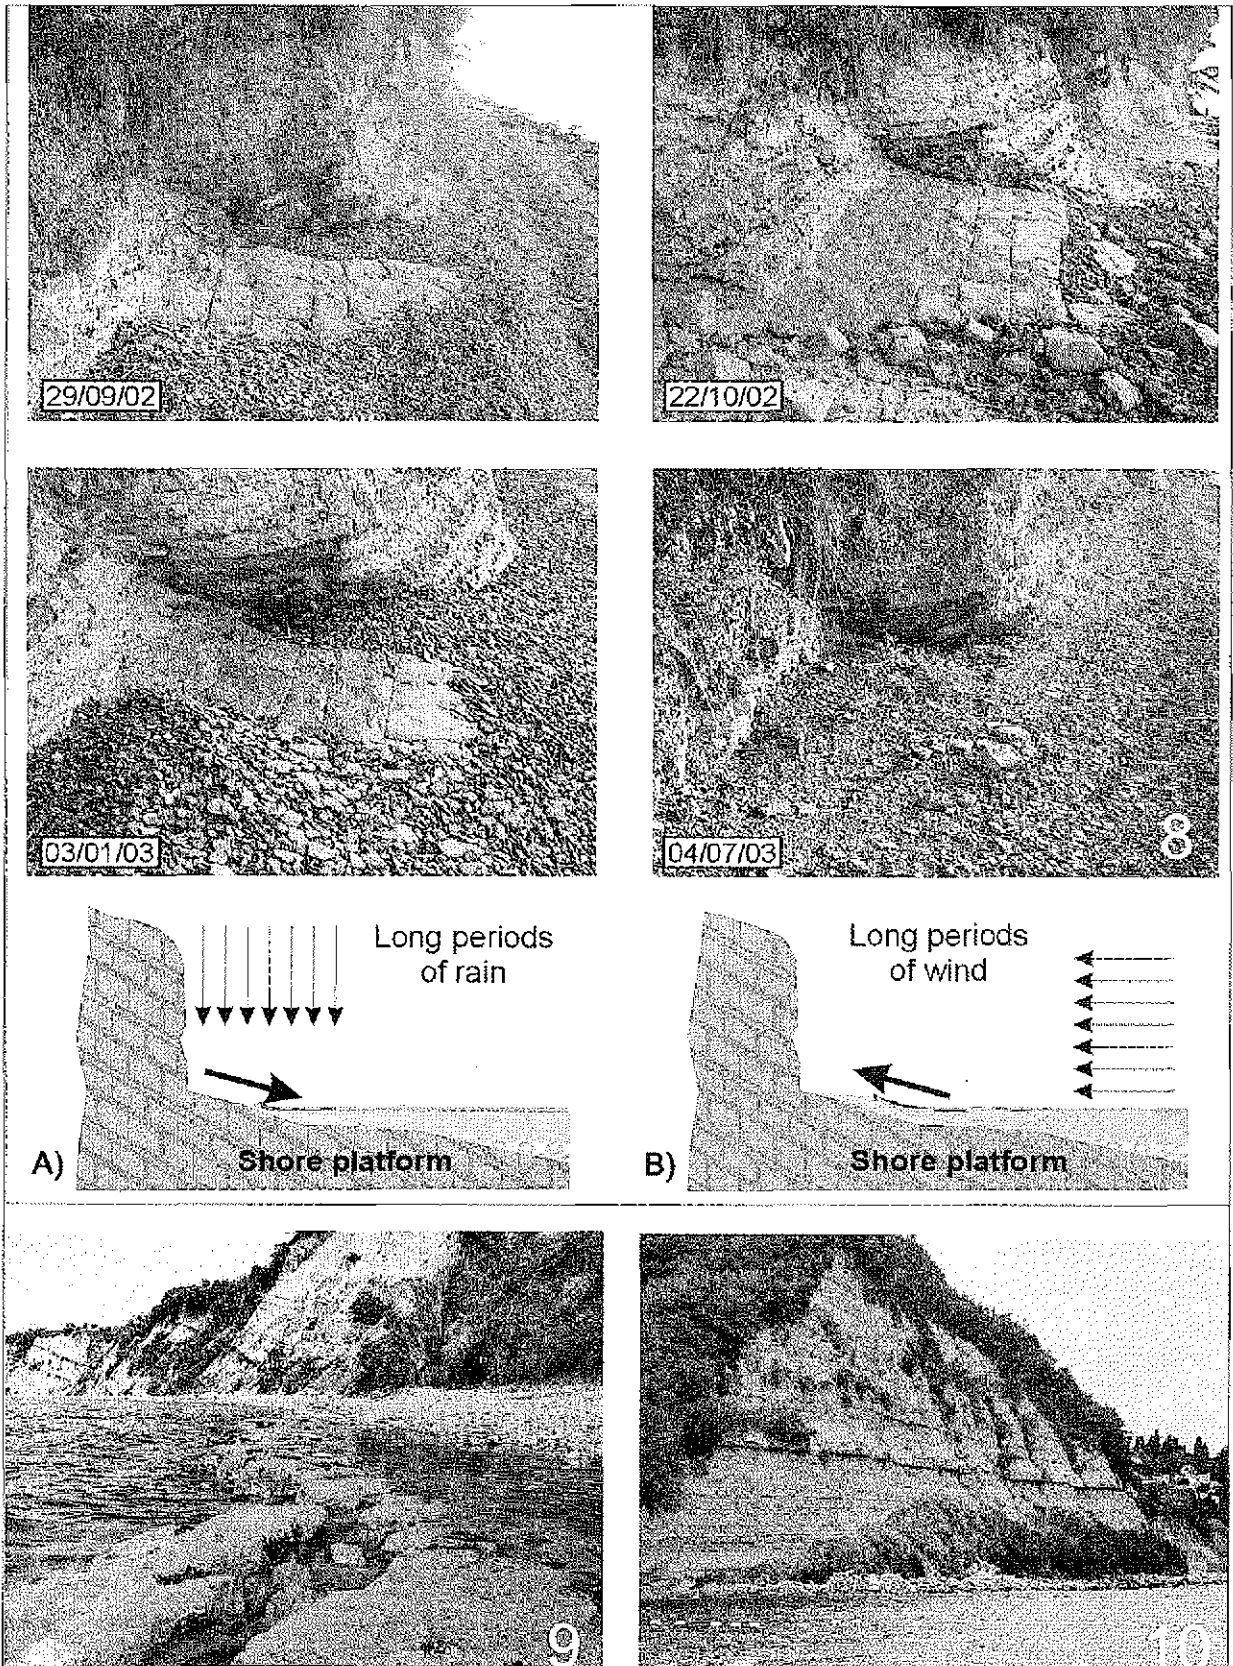 29/09/02
22/10/02
03/01/03
04/07/03
8
Long periods
of rain
A)
Shore platform
Long periods
of wind
B)
Shore platform
9
10